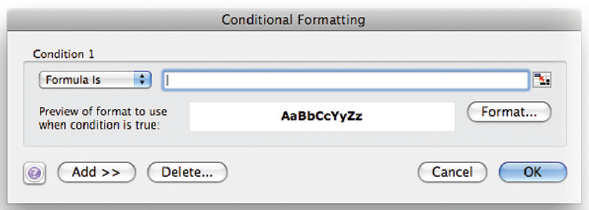 Conditional Formatting
Condition 1
Formula Is
Preview of format to use
when condition is true:
AaBbCcYyZz
Format...
?
Add >>
Delete...
Cancel
OK